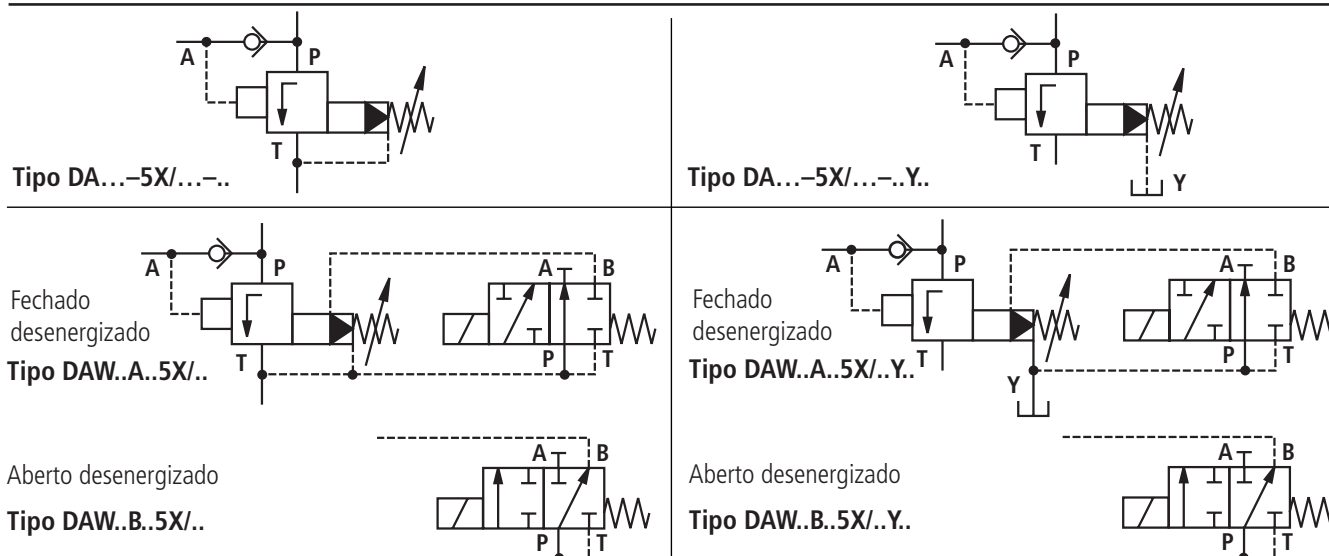 A P
T
Tipo DA...–5X/...–..
A P
T
Y
Tipo DA...–5X/...–..Y..
A P
A B
Fechado
desenergizado
T
P T
Tipo DAW..A..5X/..
A P
A B
Fechado
desenergizado
T
P T
Tipo DAW..A..5X/..Y..
Y
A B
Aberto desenergizado
Tipo DAW..B..5X/..
P T
A B
Aberto desenergizado
Tipo DAW..B..5X/..Y..
P T